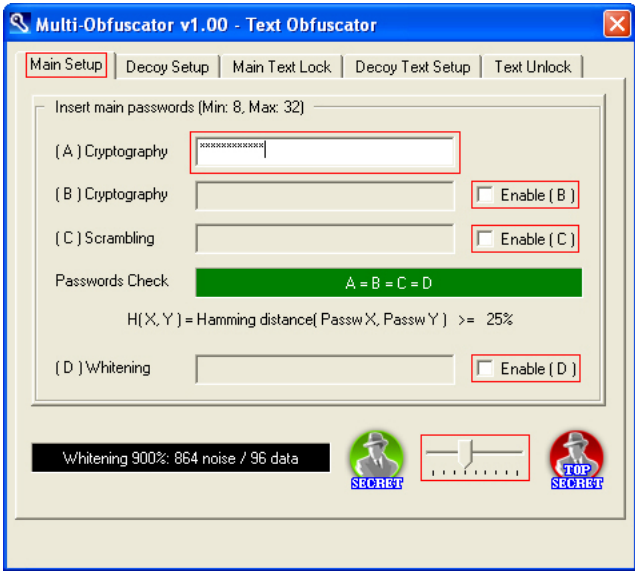 Multi-Obfuscator v1.00 - Text Obfuscator
Main Setup Decoy Setup Main Text Lock Decoy Text Setup Text Unlock
Insert main passwords (Min: 8, Max: 32)
( A ) Cryptography ************
( B ) Cryptography Enable ( B )
( C ) Scrambling Enable ( C )
Passwords Check A = B = C = D
H( X, Y ) = Hamming distance( Passw X, Passw Y ) >= 25%
( D ) Whitening Enable ( D )
Whitening 900%: 864 noise / 96 data
SECRET
TOP SECRET